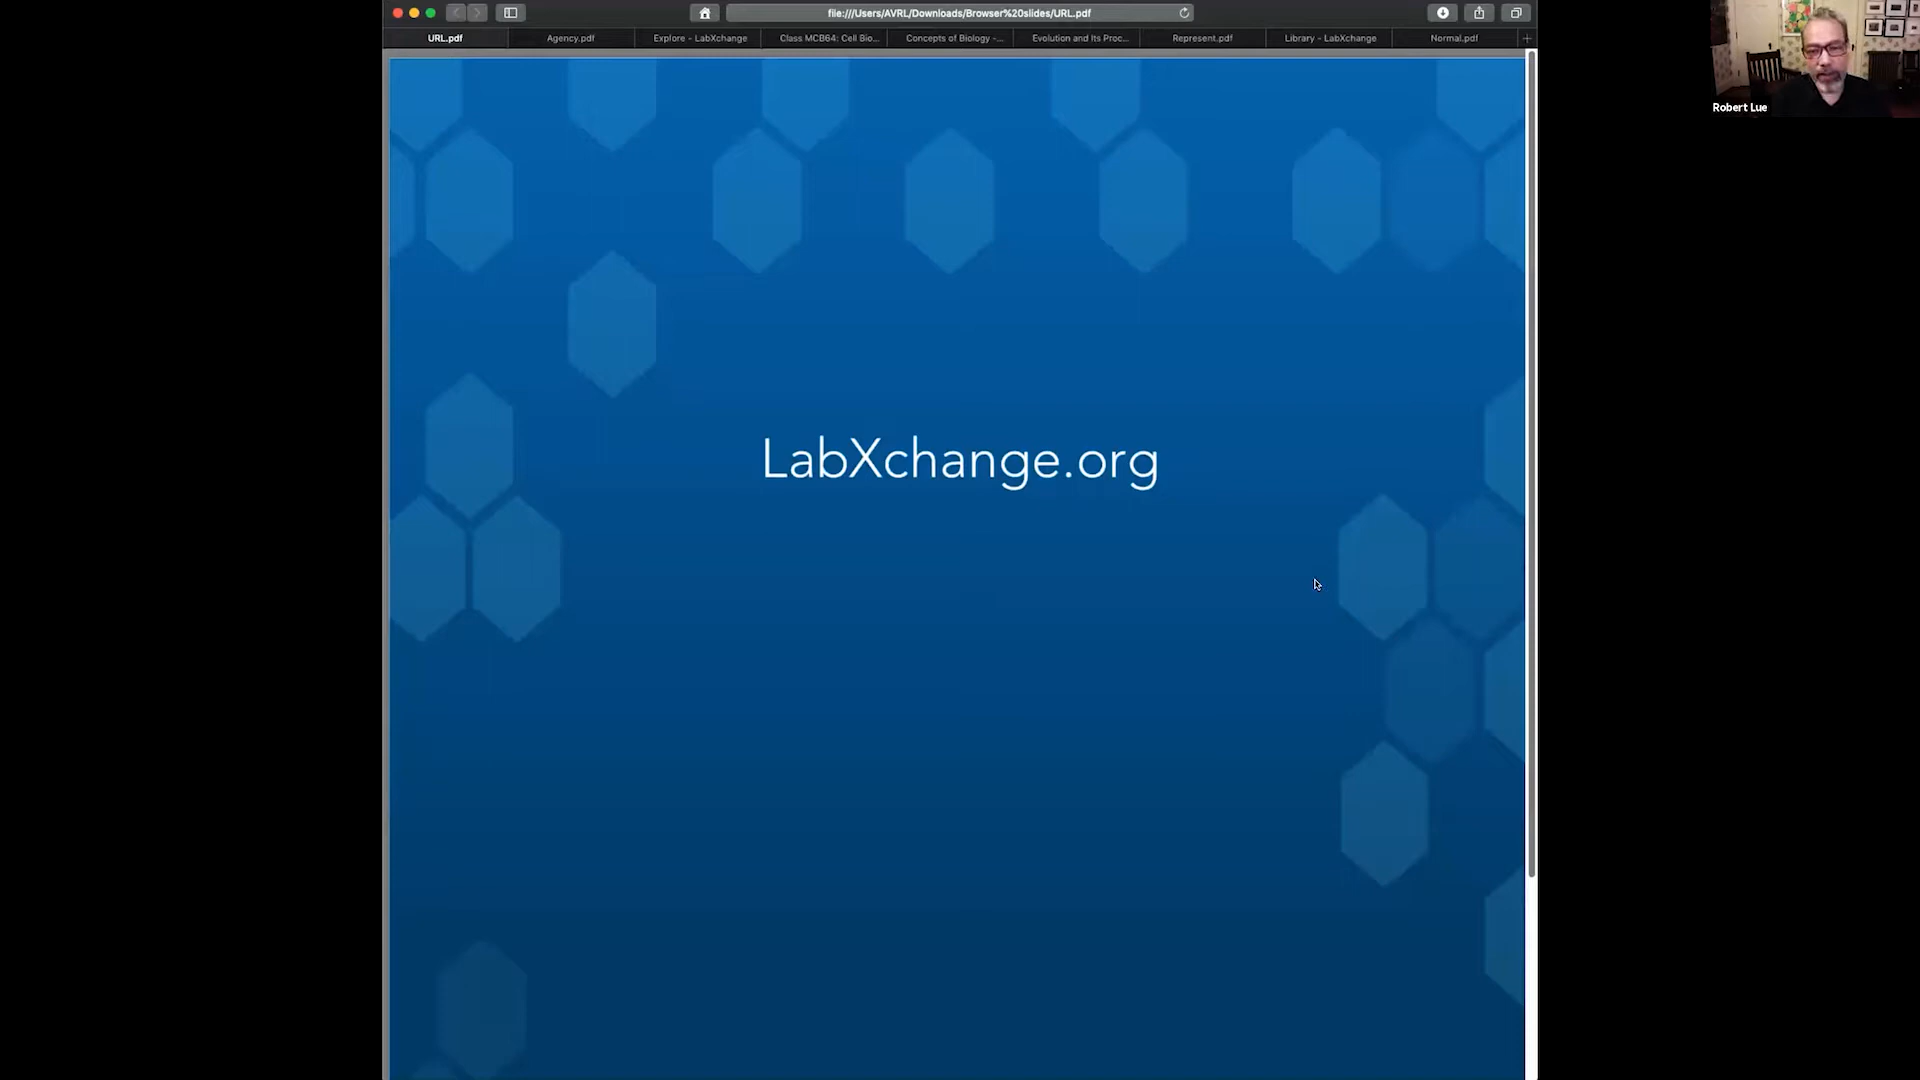 file:///Users/AVRL/Downloads/Browser%20slides/URL.pdf
URL.pdf
Agency.pdf
Explore - LabXchange
Class MCB64: Cell Bio...
Concepts of Biology -...
Evolution and Its Proc...
Represent.pdf
Library - LabXchange
Normal.pdf
Robert Lue
LabXchange.org